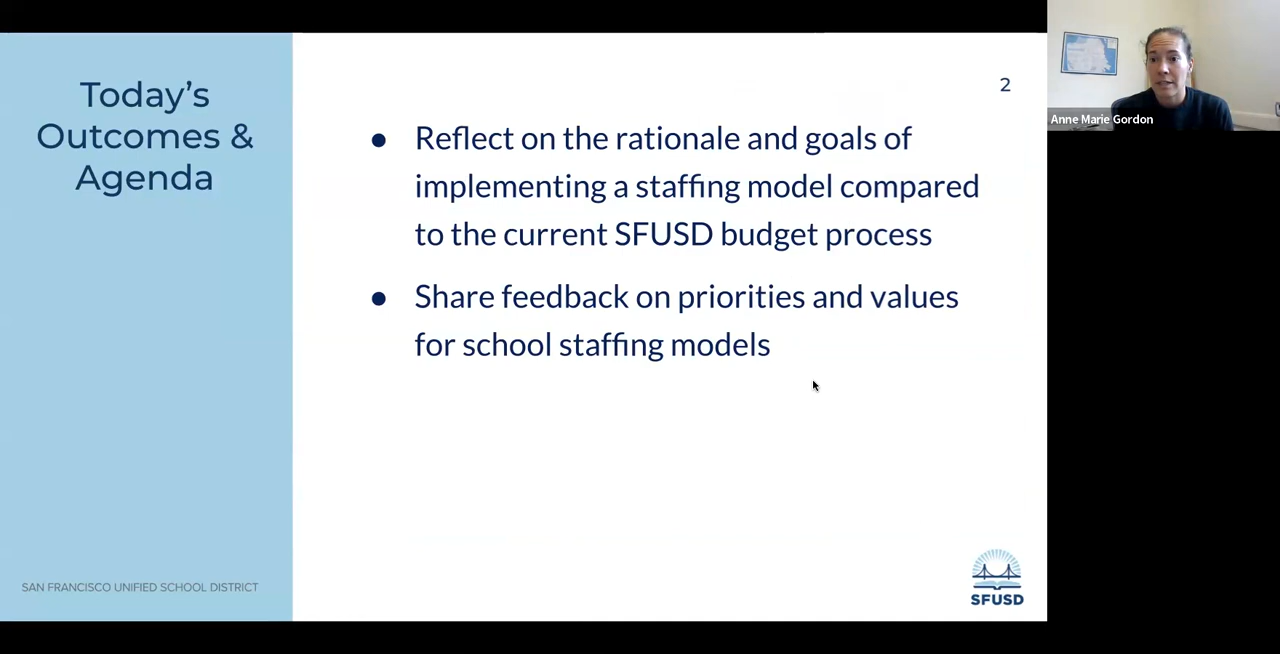 Today's
Outcomes &
Agenda
2
● Reflect on the rationale and goals of
implementing a staffing model compared
to the current SFUSD budget process
● Share feedback on priorities and values
for school staffing models
SAN FRANCISCO UNIFIED SCHOOL DISTRICT
SFUSD
Anne Marie Gordon